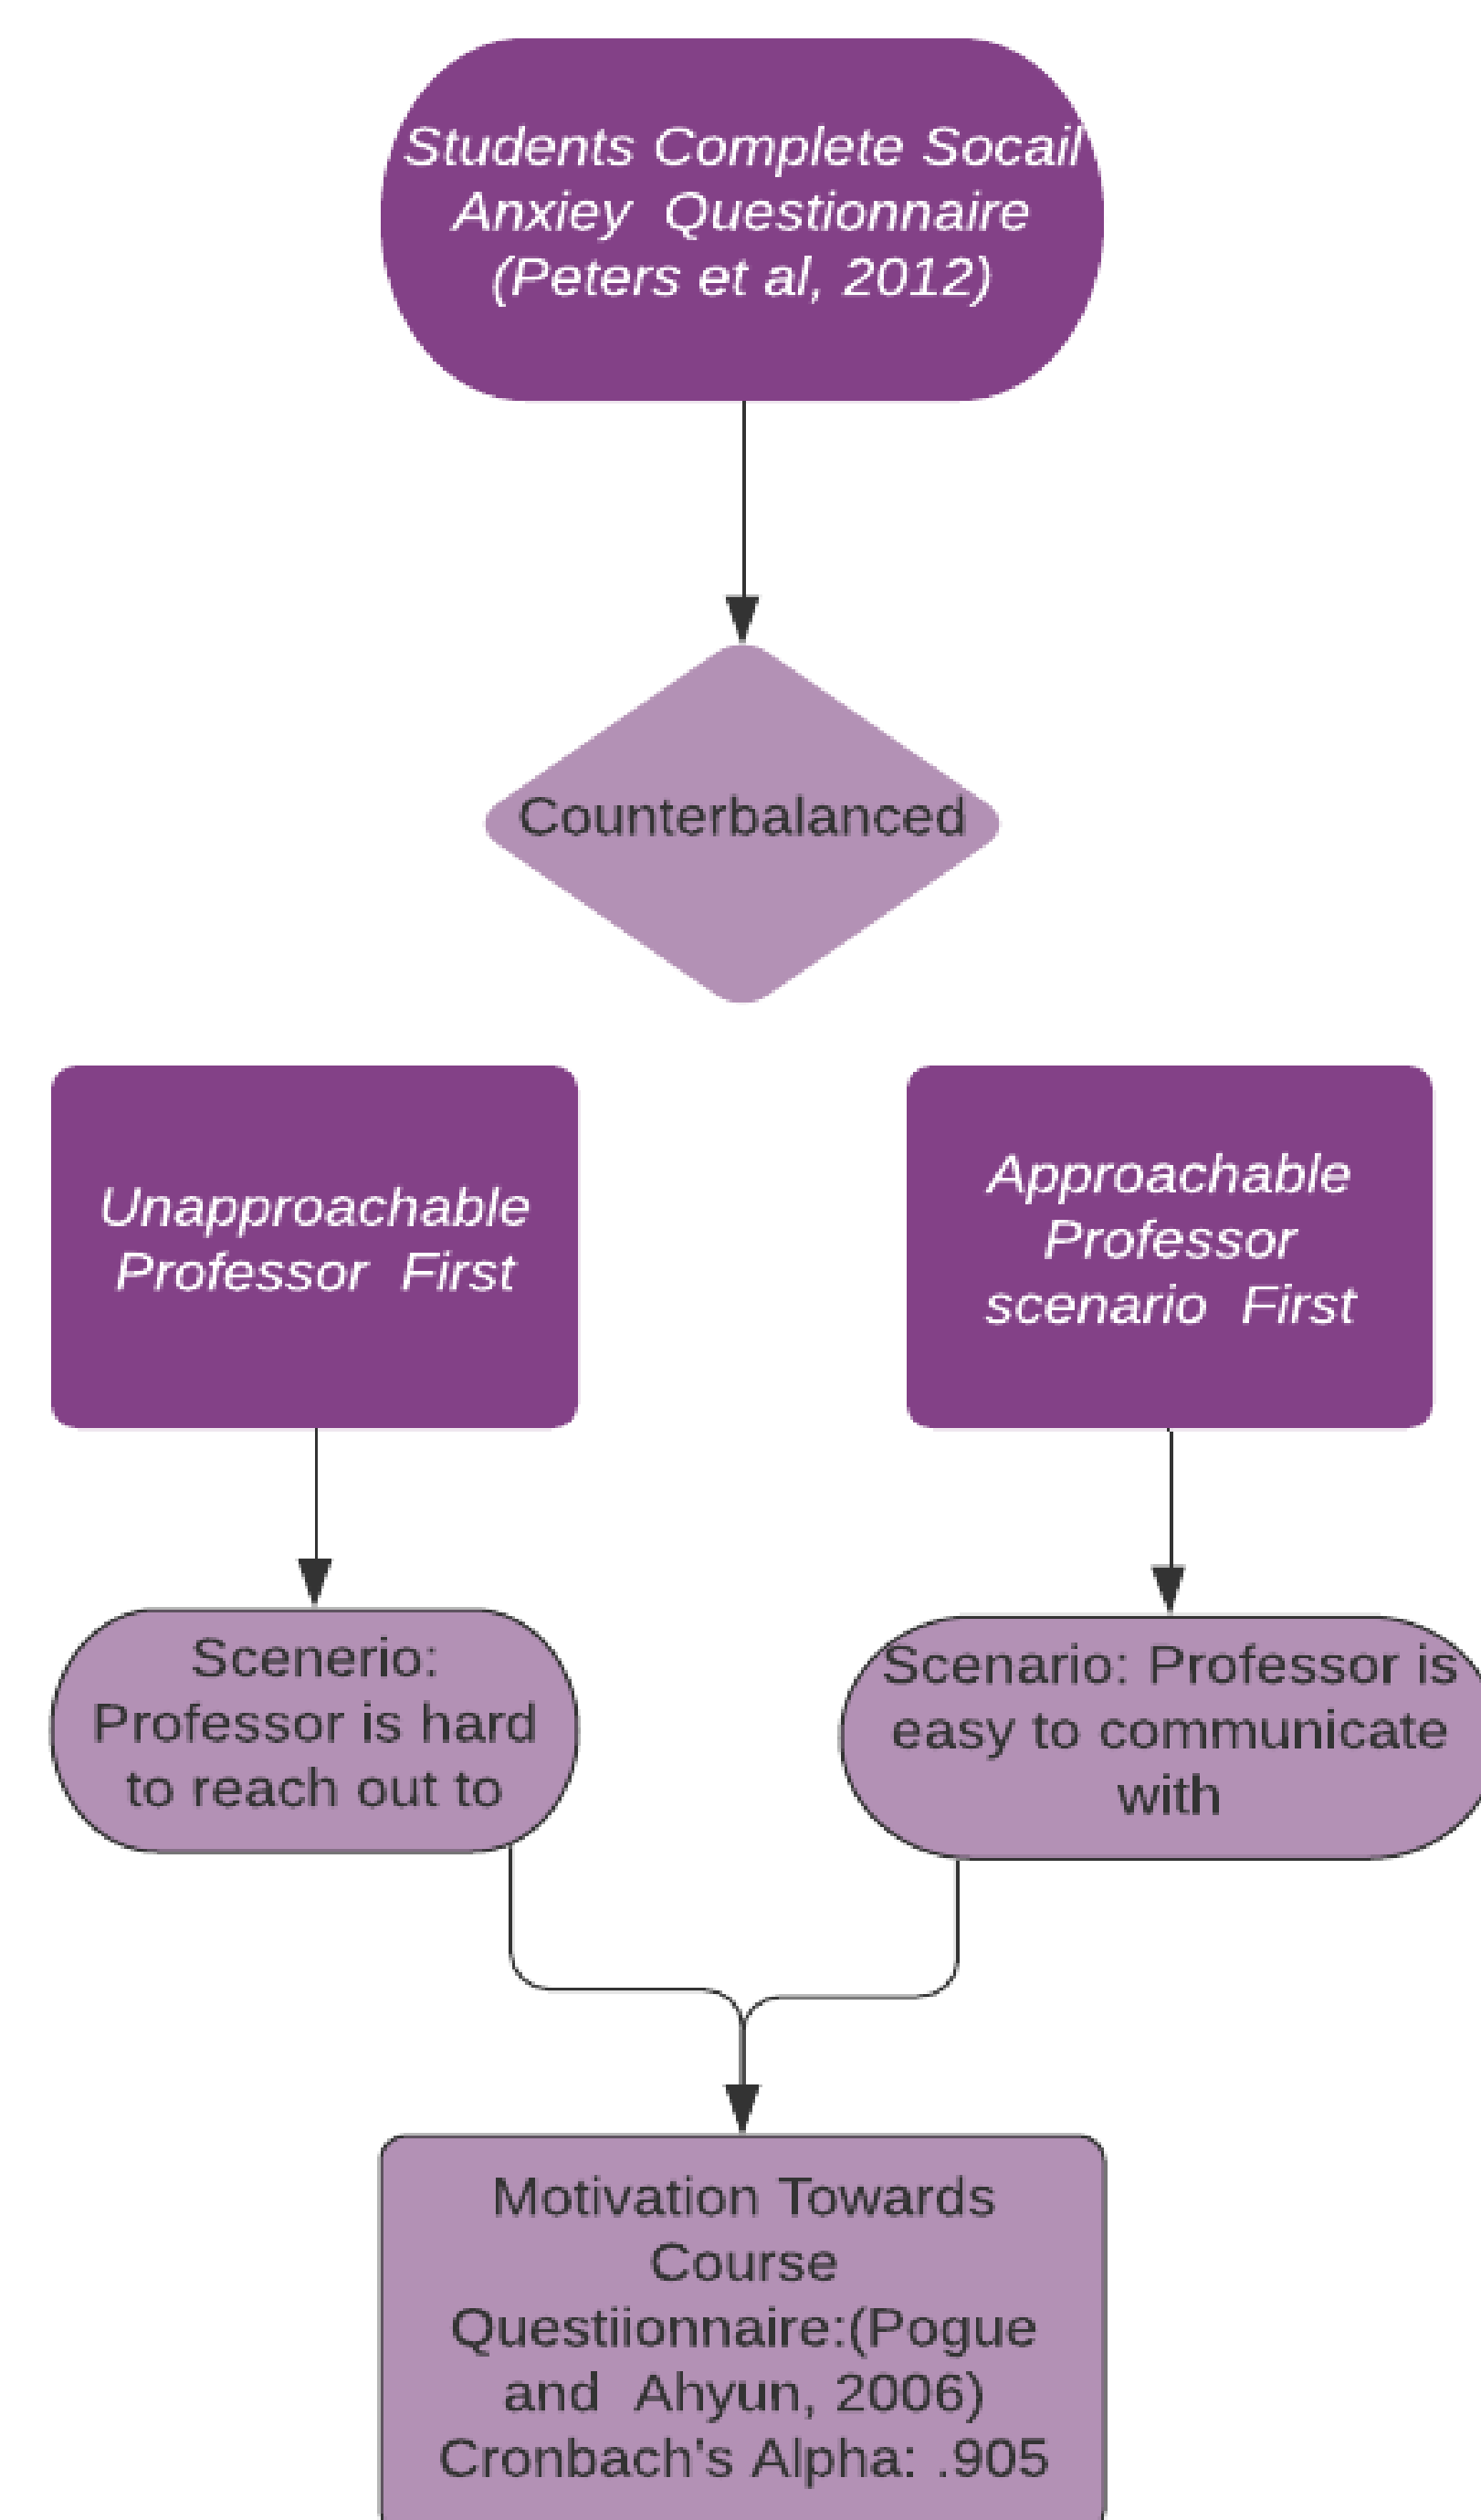 Students Complete Socail
Anxiey Questionnaire
(Peters et al, 2012)
Counterbalanced
Unapproachable
Professor First
Approachable
Professor
scenario First
Scenerio:
Professor is hard
to reach out to
Scenario: Professor is
easy to communicate
with
Motivation Towards
Course
Questiionnaire:(Pogue
and Ahyun, 2006)
Cronbach's Alpha: .905